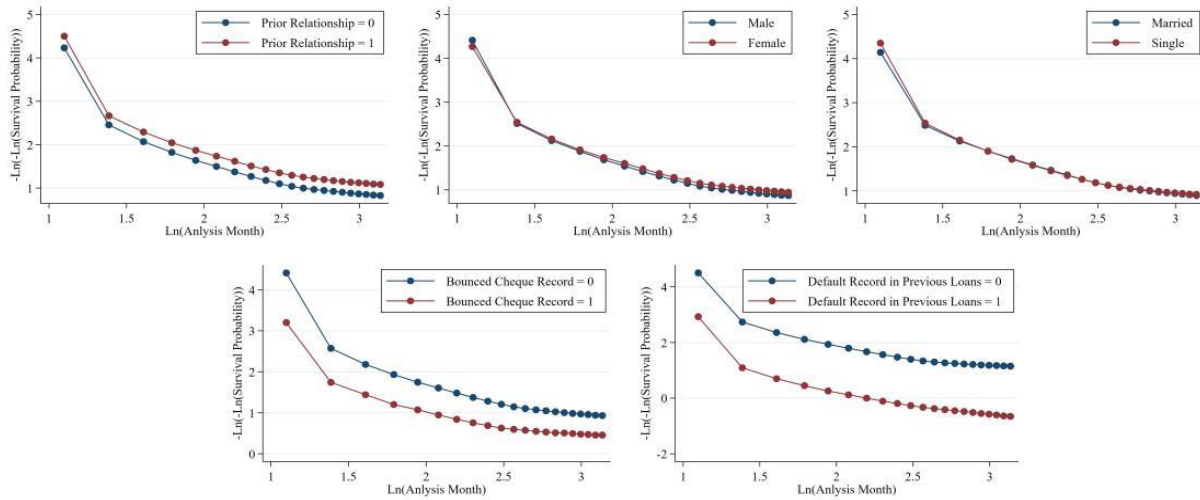 5
4
3
2
1
-Ln(-Ln(Survival Probability))
Prior Relationship = 0
Prior Relationship = 1
1
1.5
2
2.5
3
Ln(Anlysis Month)
5
4
3
2
1
-Ln(-Ln(Survival Probability))
Male
Female
1
1.5
2
2.5
3
Ln(Anlysis Month)
5
4
3
2
1
-Ln(-Ln(Survival Probability))
Married
Single
1
1.5
2
2.5
3
Ln(Anlysis Month)
4
3
2
1
0
-Ln(-Ln(Survival Probability))
Bounced Cheque Record = 0
Bounced Cheque Record = 1
1
1.5
2
2.5
3
Ln(Anlysis Month)
4
2
0
-2
-Ln(-Ln(Survival Probability))
Default Record in Previous Loans = 0
Default Record in Previous Loans = 1
1
1.5
2
2.5
3
Ln(Anlysis Month)